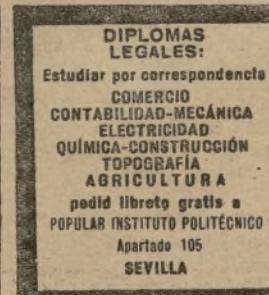 DIPLOMAS
LEGALES:
Estudiar por correspondencia
COMERCIO
CONTABILIDAD-MECÁNICA
ELECTRICIDAD
QUÍMICA-CONSTRUCCIÓN
TOPOGRAFÍA
AGRICULTURA
pedid libreto gratis a
POPULAR INSTITUTO POLITÉCNICO
Apartado 105
SEVILLA